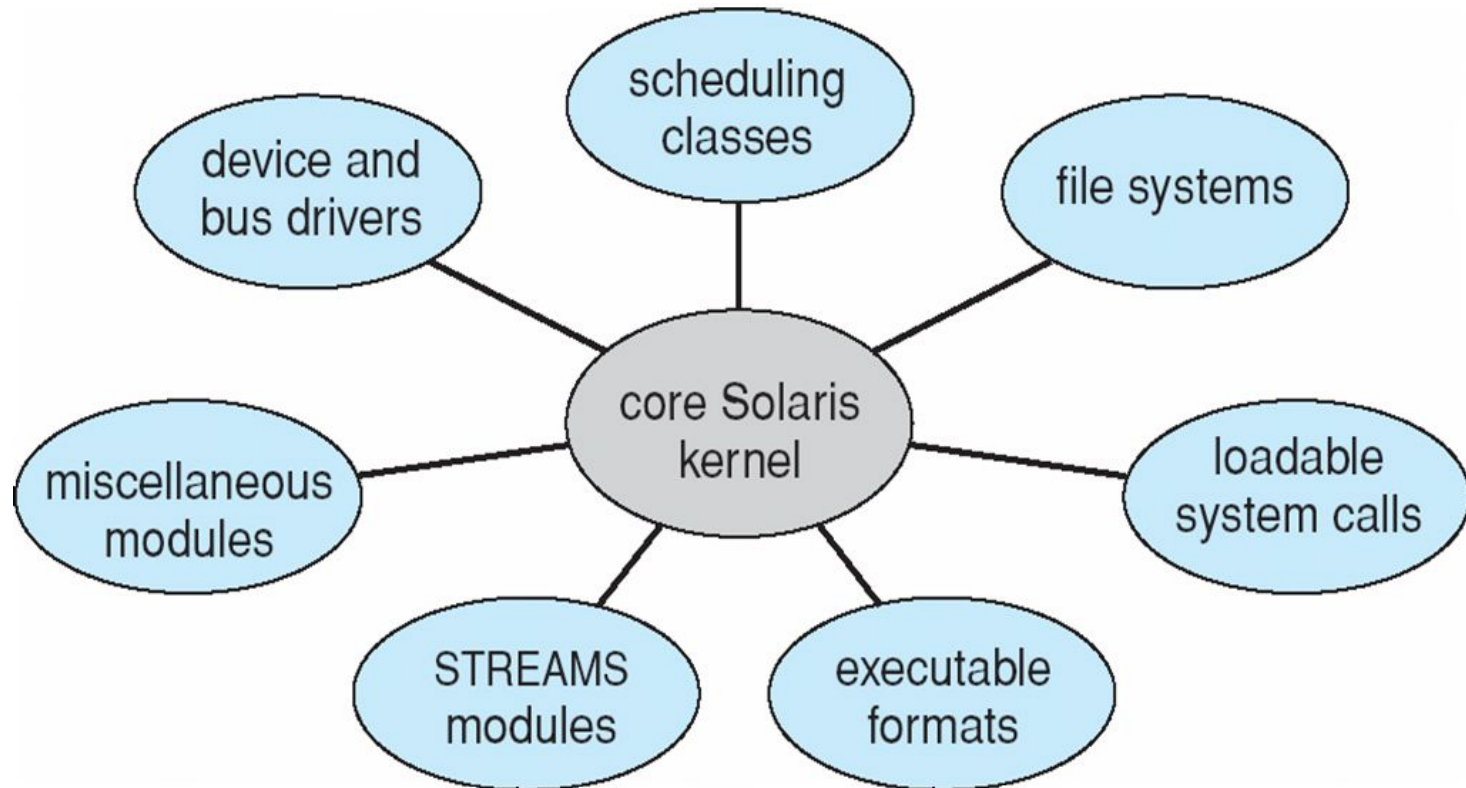 scheduling
classes
device and
bus drivers
file systems
core Solaris
kernel
miscellaneous
modules
loadable
system calls
STREAMS
modules
executable
formats